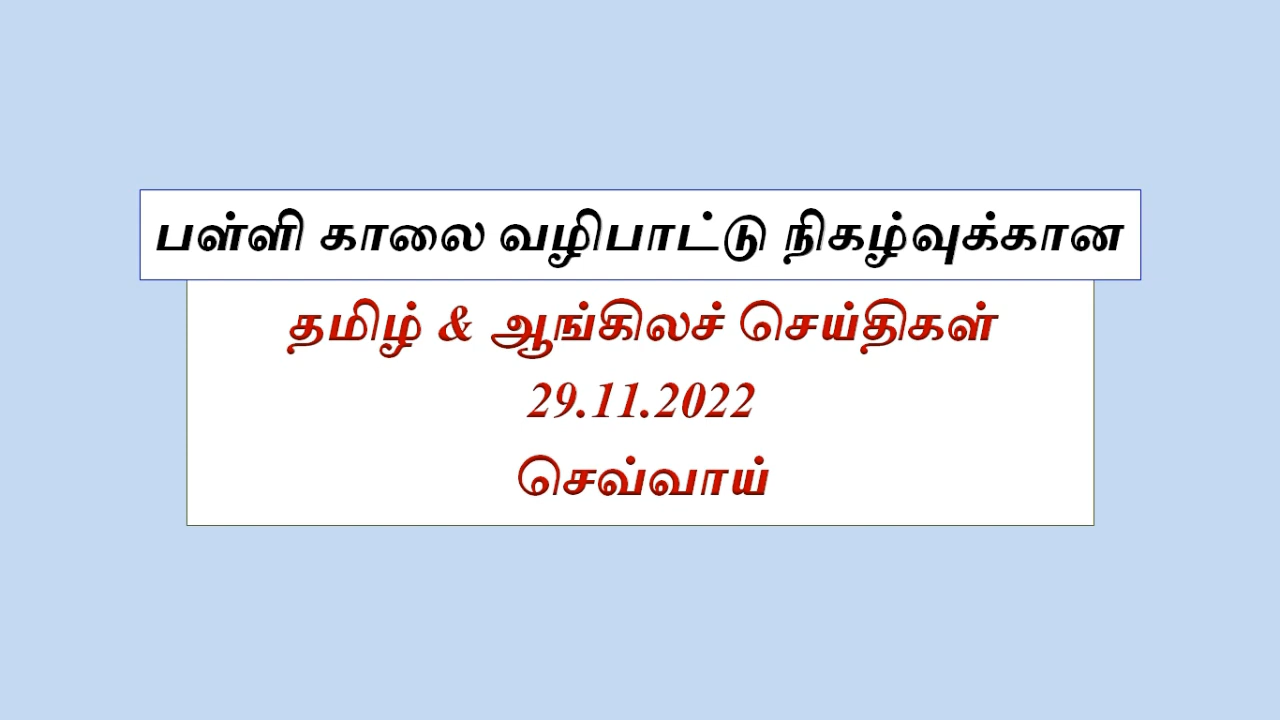 பள்ளி காலை வழிபாட்டு நிகழ்வுக்கான
தமிழ் & ஆங்கிலச் செய்திகள்
29.11.2022
செவ்வாய்